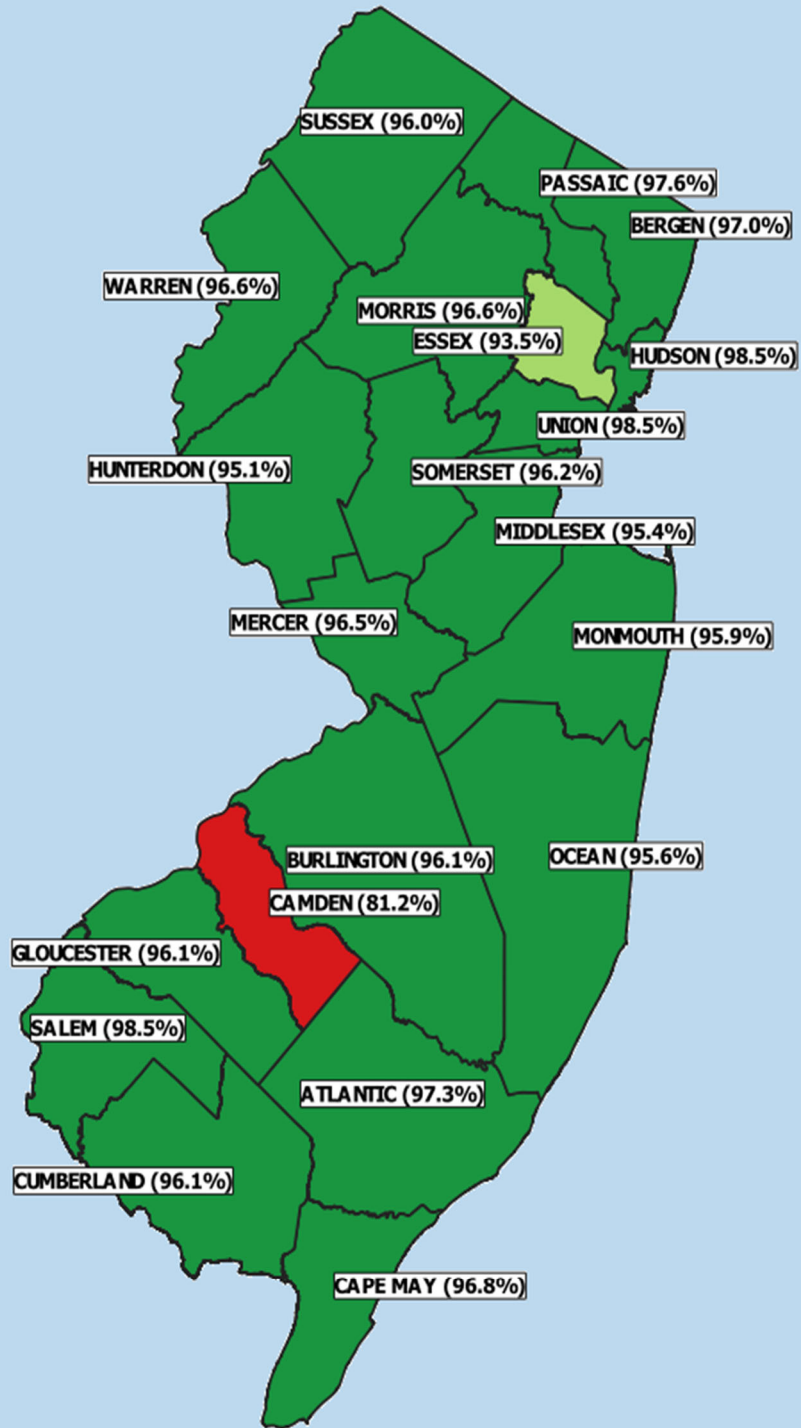 SUSSEX (96.0%)
PASSAIC (97.6%)
BERGEN (97.0%)
WARREN (96.6%)
MORRIS (96.6%)
ESSEX (93.5%)
HUDSON (98.5%)
UNION (98.5%)
HUNTERDON (95.1%)
SOMERSET (96.2%)
MIDDLESEX (95.4%)
MERCER (96.5%)
MONMOUTH (95.9%)
BURLINGTON (96.1%)
OCEAN (95.6%)
CAMDEN (81.2%)
GLOUCESTER (96.1%)
SALEM (98.5%)
ATLANTIC (97.3%)
CUMBERLAND (96.1%)
CAPE MAY (96.8%)